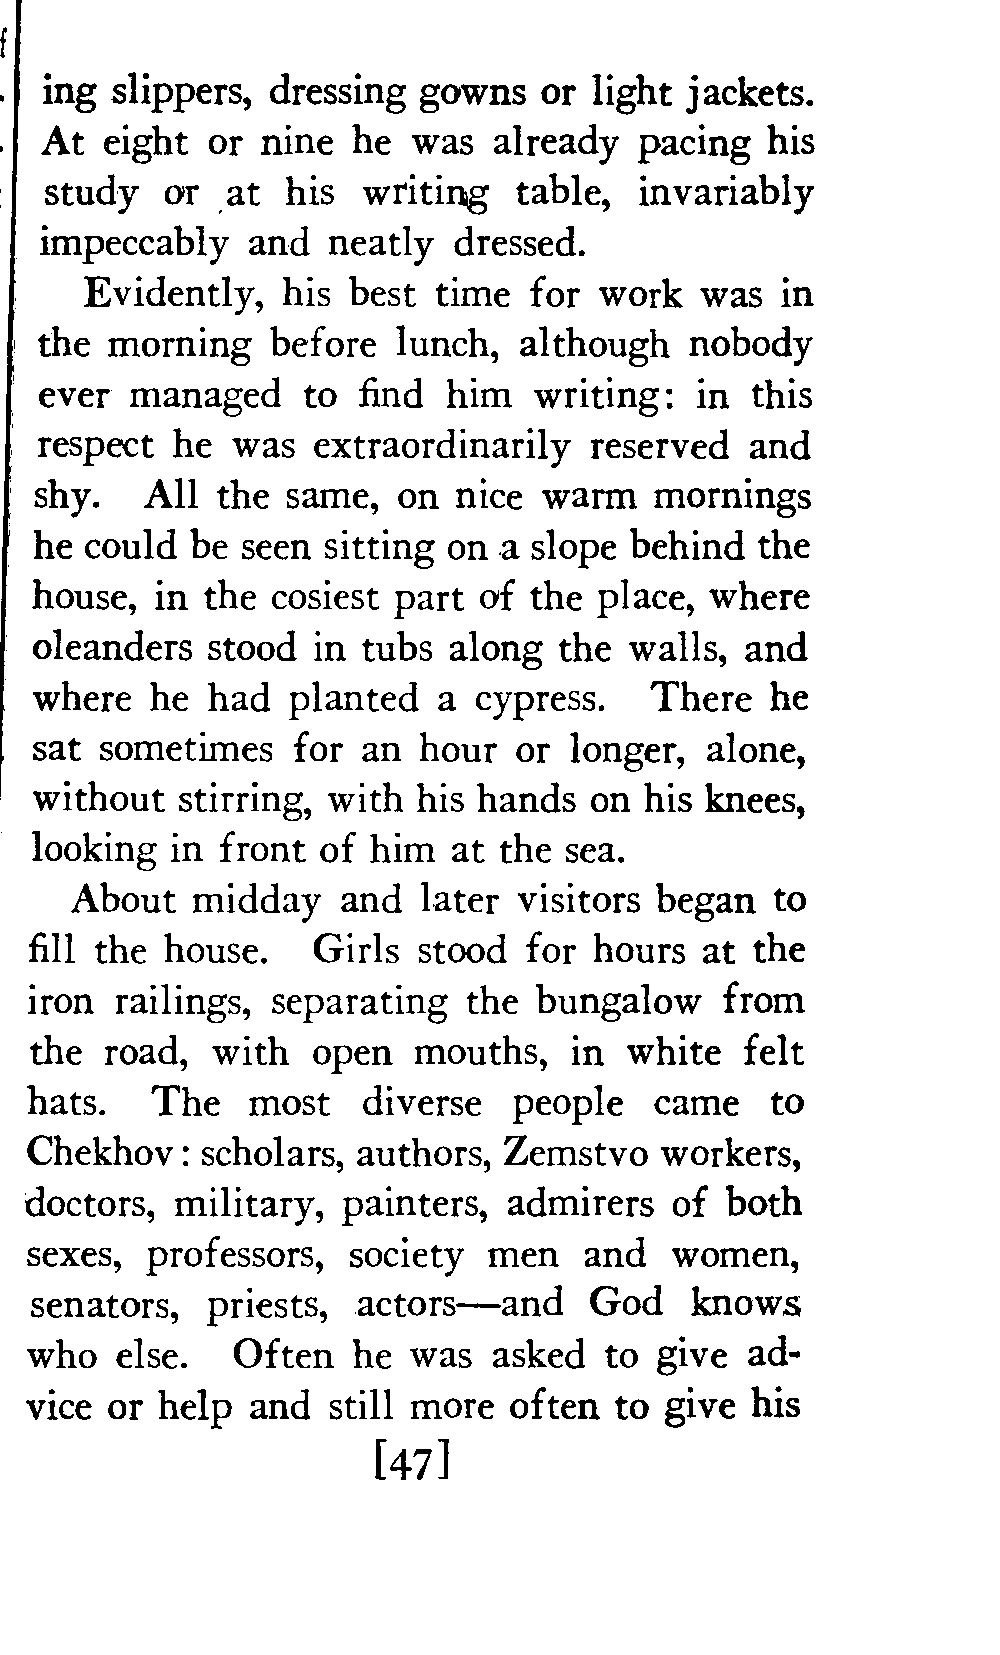 ing slippers, dressing gowns or light jackets.
At eight or nine he was already pacing his
study or at his writing table, invariably
impeccably and neatly dressed.
Evidently, his best time for work was in
the morning before lunch, although nobody
ever managed to find him writing: in this
respect he was extraordinarily reserved and
shy. All the same, on nice warm mornings
he could be seen sitting on a slope behind the
house, in the cosiest part of the place, where
oleanders stood in tubs along the walls, and
where he had planted a cypress. There he
sat sometimes for an hour or longer, alone,
without stirring, with his hands on his knees,
looking in front of him at the sea.
About midday and later visitors began to
fill the house. Girls stood for hours at the
iron railings, separating the bungalow from
the road, with open mouths, in white felt
hats. The most diverse people came to
Chekhov: scholars, authors, Zemstvo workers,
doctors, military, painters, admirers of both
sexes, professors, society men and women,
senators, priests, actors—and God knows
who else. Often he was asked to give ad-
vice or help and still more often to give his
[47]